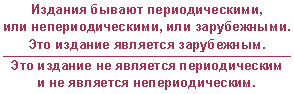 Издания бывают периодическими,
или непериодическими, или зарубежными.
Это издание является зарубежным.
Это издание не является периодическим
и не является непериодическим.